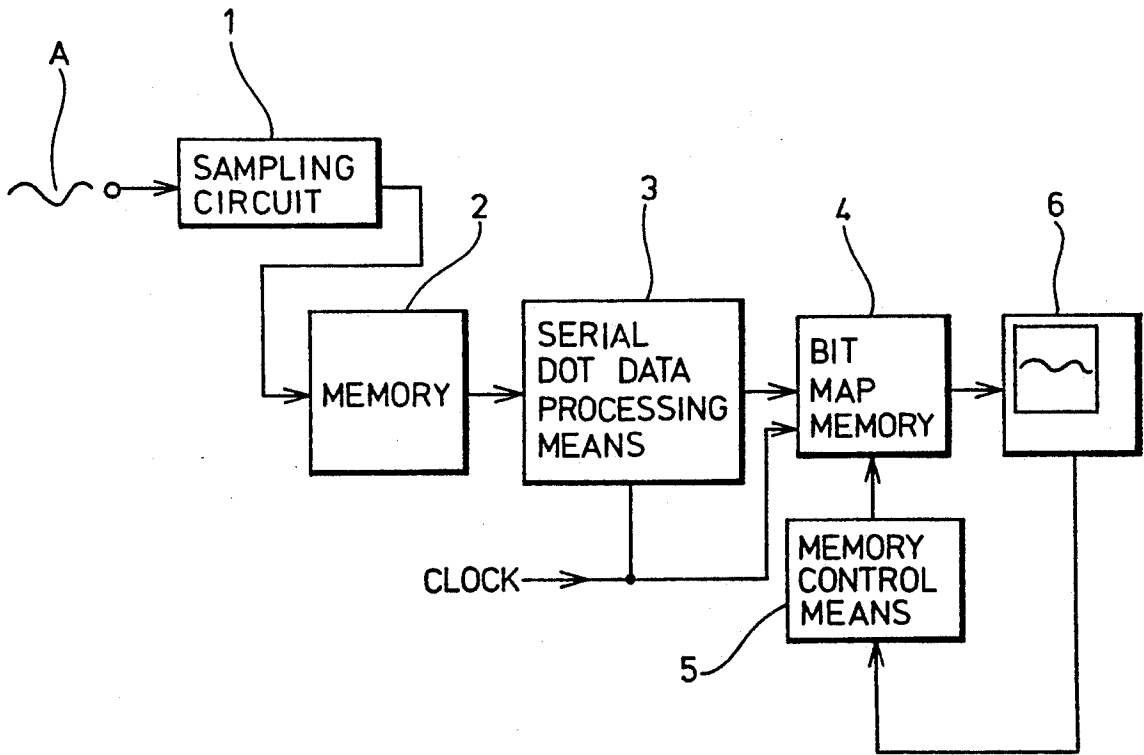 A
1
SAMPLING
CIRCUIT
2
MEMORY
3
SERIAL
DOT DATA
PROCESSING
MEANS
4
BIT
MAP
MEMORY
6
CLOCK
MEMORY
CONTROL
MEANS
5